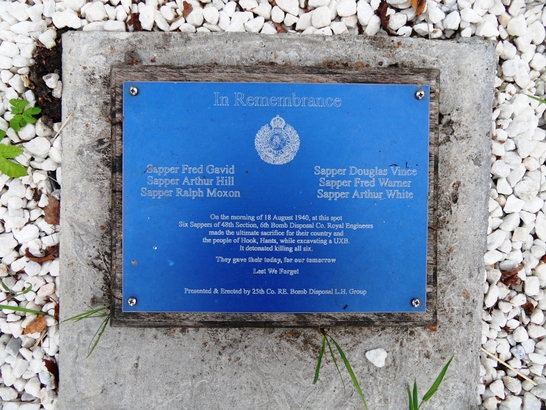 In Remembrance
Sapper Fred Gavid
Sapper Arthur Hill
Sapper Ralph Moxon
Sapper Douglas Vince
Sapper Fred Warner
Sapper Arthur White
On the morning of 18 August 1940, at this spot
Six Sappers of 48th Section, 6th Bomb Disposal Co. Royal Engineers
made the ultimate sacrifice for their country and
the people of Hook, Hants, while excavating a UXB.
It detonated killing all six.
They gave their today, for our tomorrow
Lest We Forget
Presented & Erected by 25th Co. RE. Bomb Disposal L.H. Group